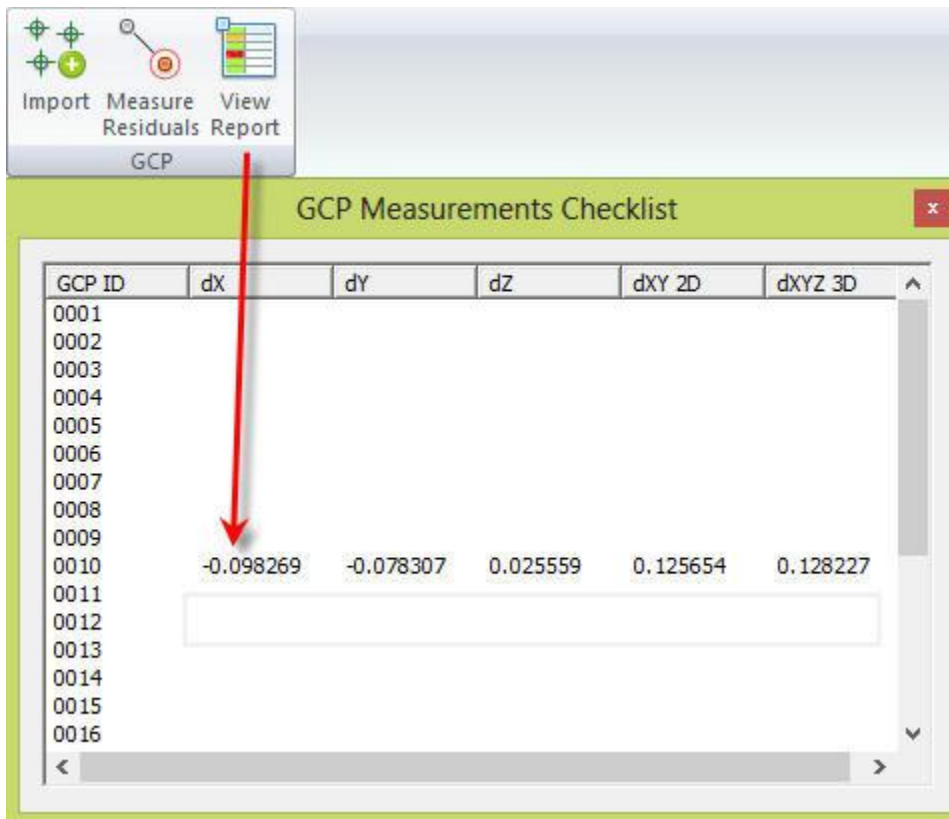 Import Measure View
Residuals Report
GCP
GCP Measurements Checklist
x
GCP ID dX dY dZ dXY 2D dXYZ 3D
0001
0002
0003
0004
0005
0006
0007
0008
0009
0010 -0.098269 -0.078307 0.025559 0.125654 0.128227
0011
0012
0013
0014
0015
0016